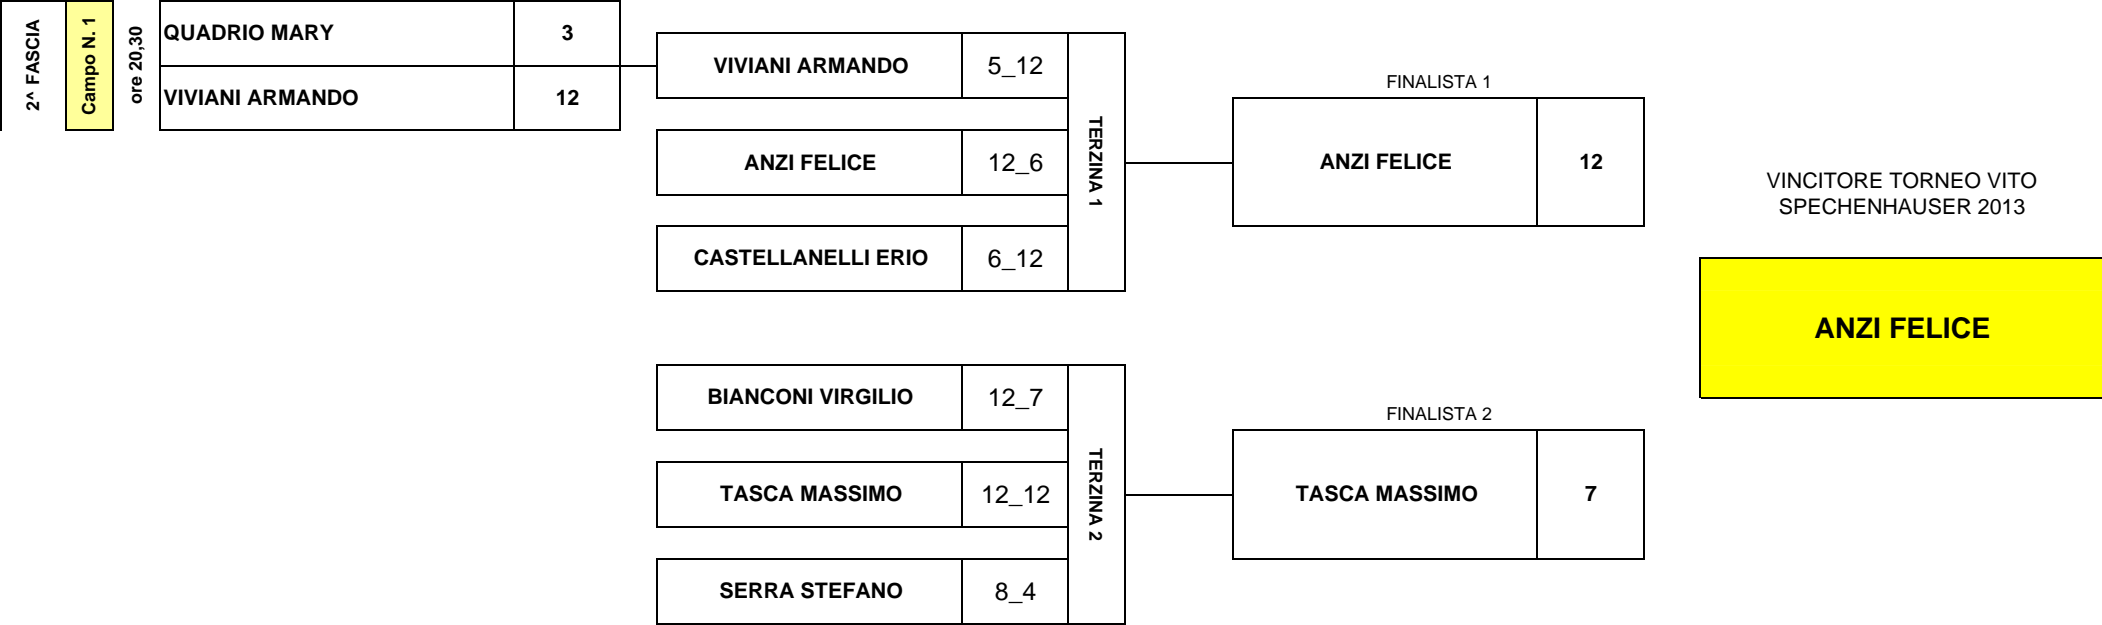 2^ FASCIA
Campo N. 1
ore 20,30
QUADRIO MARY 3
VIVIANI ARMANDO 12
VIVIANI ARMANDO 5_12
ANZI FELICE 12_6
CASTELLANELLI ERIO 6_12
TERZINA 1
FINALISTA 1
ANZI FELICE 12
BIANCONI VIRGILIO 12_7
TASCA MASSIMO 12_12
SERRA STEFANO 8_4
TERZINA 2
FINALISTA 2
TASCA MASSIMO 7
VINCITORE TORNEO VITO
SPECHENHAUSER 2013
ANZI FELICE